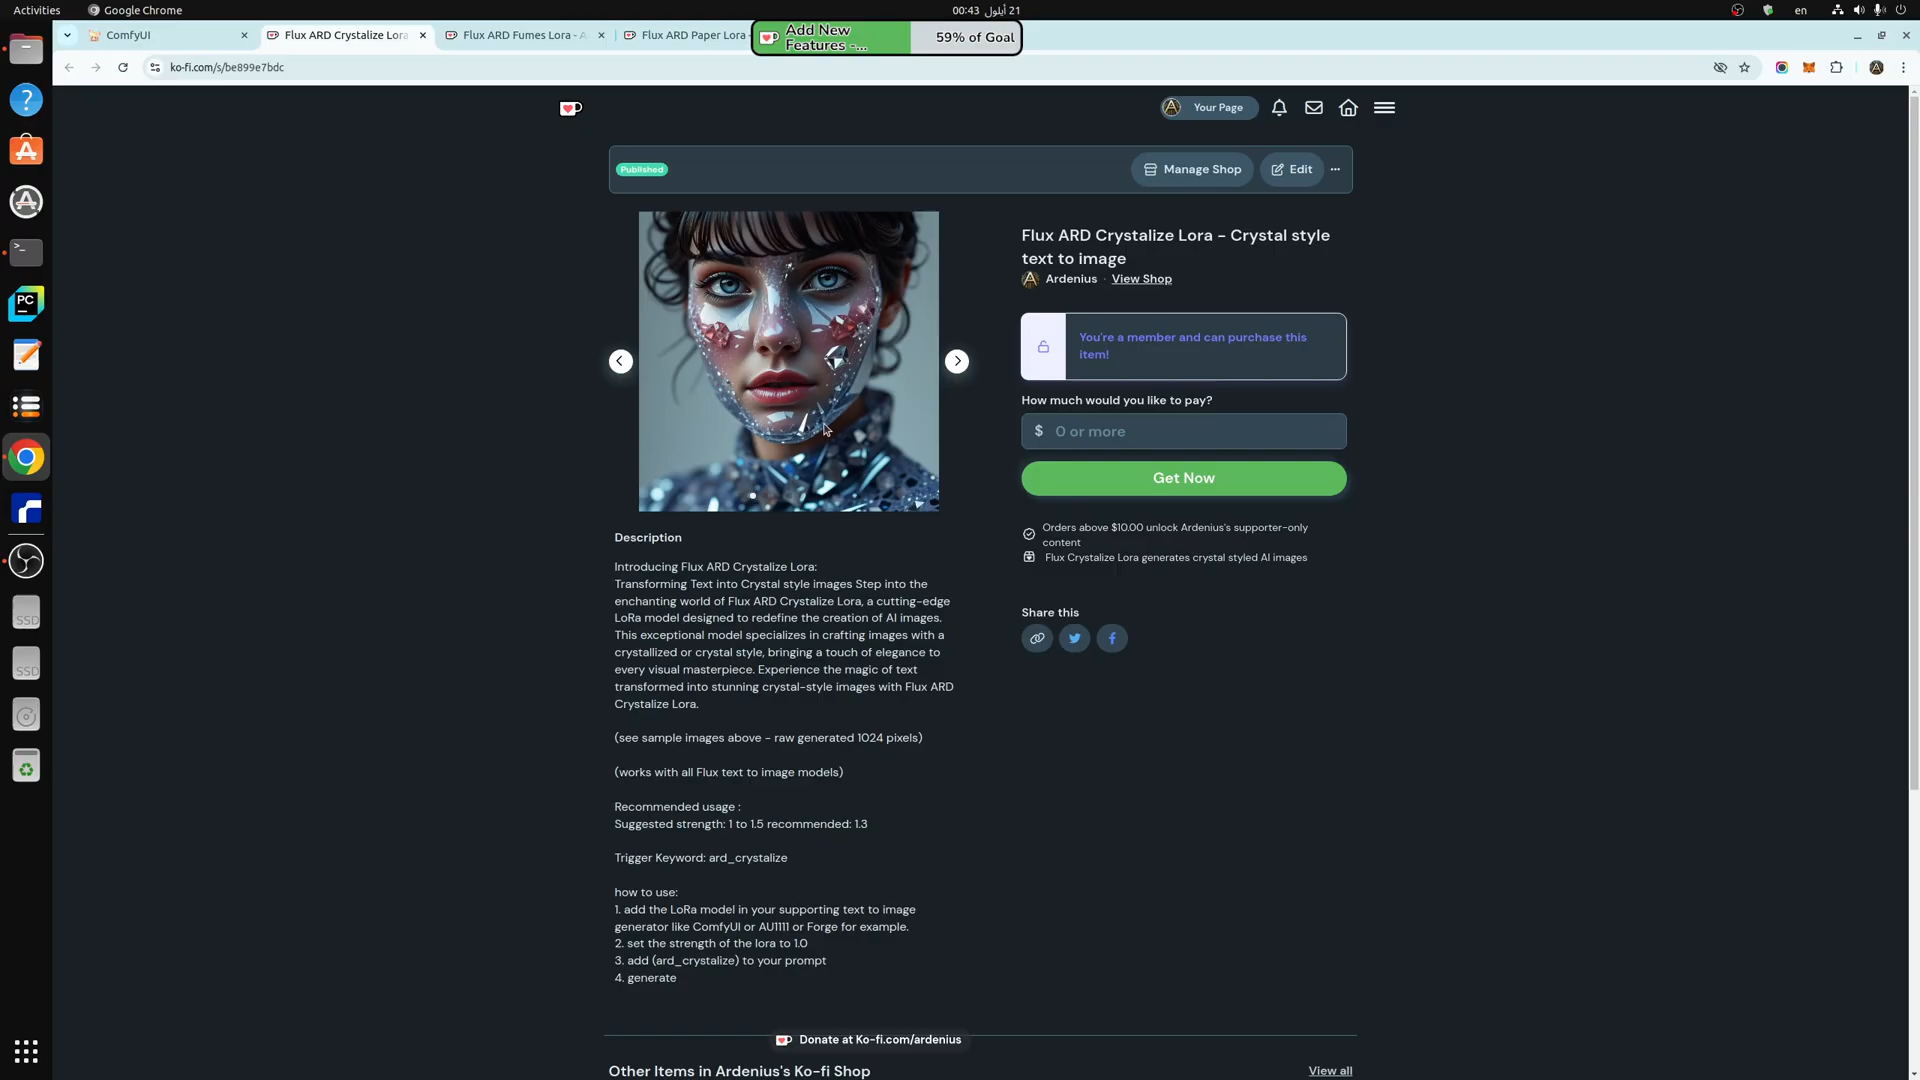 Activities
Google Chrome
21 أيلول 00:43
en
ComfyUI
Flux ARD Crystalize Lora
Flux ARD Fumes Lora - A
Flux ARD Paper Lora -
Add New
Features -...
59% of Goal
ko-fi.com/s/be899e7bdc
Your Page
Published
Manage Shop
Edit
Flux ARD Crystalize Lora - Crystal style
text to image
Ardenius · View Shop
You're a member and can purchase this
item!
How much would you like to pay?
$ 0 or more
Get Now
Orders above $10.00 unlock Ardenius's supporter-only
content
Flux Crystalize Lora generates crystal styled AI images
Share this
Description
Introducing Flux ARD Crystalize Lora:
Transforming Text into Crystal style images Step into the
enchanting world of Flux ARD Crystalize Lora, a cutting-edge
LoRa model designed to redefine the creation of AI images.
This exceptional model specializes in crafting images with a
crystallized or crystal style, bringing a touch of elegance to
every visual masterpiece. Experience the magic of text
transformed into stunning crystal-style images with Flux ARD
Crystalize Lora.
(see sample images above - raw generated 1024 pixels)
(works with all Flux text to image models)
Recommended usage :
Suggested strength: 1 to 1.5 recommended: 1.3
Trigger Keyword: ard_crystalize
how to use:
1. add the LoRa model in your supporting text to image
generator like ComfyUI or AU1111 or Forge for example.
2. set the strength of the lora to 1.0
3. add (ard_crystalize) to your prompt
4. generate
Donate at Ko-fi.com/ardenius
Other Items in Ardenius's Ko-fi Shop
View all
PC
SSD
SSD